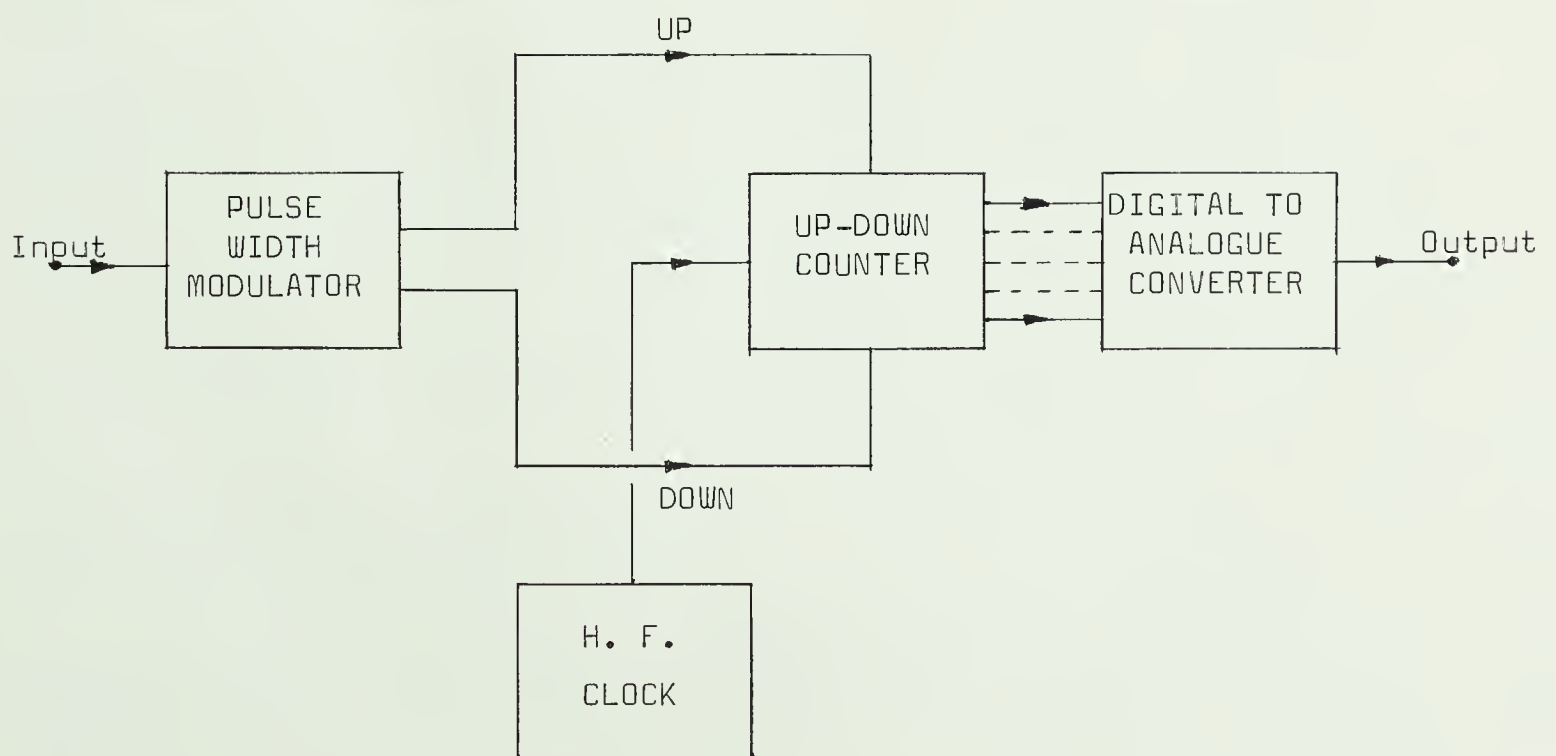 UP
PULSE
WIDTH
MODULATOR
Input
UP-DOWN
COUNTER
DIGITAL TO
ANALOGUE
CONVERTER
Output
DOWN
H. F.
CLOCK